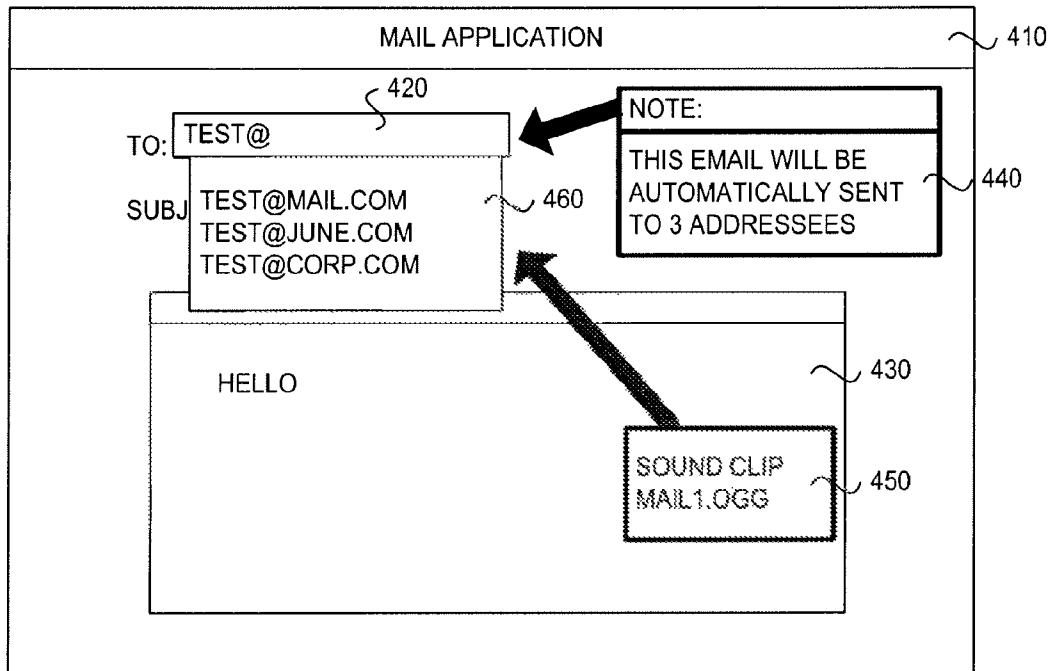 MAIL APPLICATION
410
420
TO:
TEST@
NOTE:
THIS EMAIL WILL BE
AUTOMATICALLY SENT
TO 3 ADDRESSEES
440
SUBJ
TEST@MAIL.COM
TEST@JUNE.COM
TEST@CORP.COM
460
HELLO
430
SOUND CLIP
MAIL1.OGG
450